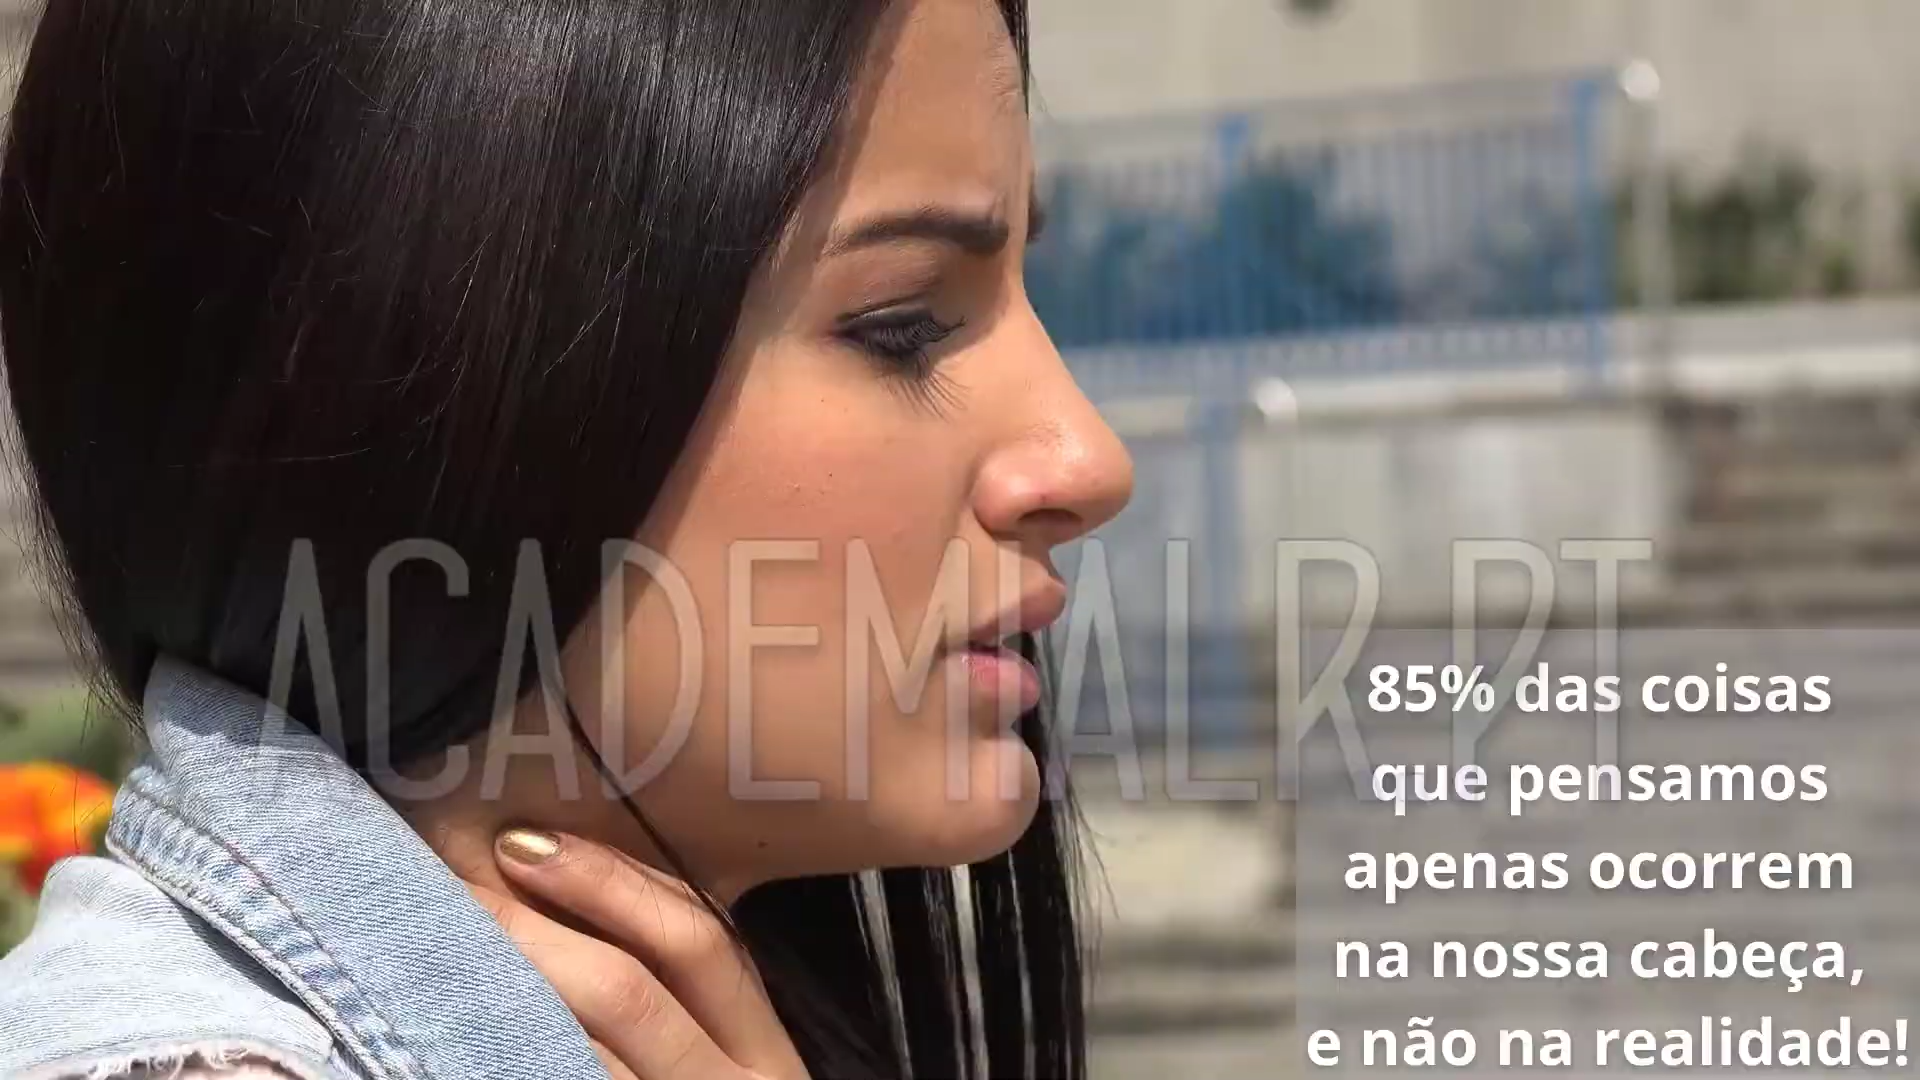 ACADEMIALR.PT
85% das coisas
que pensamos
apenas ocorrem
na nossa cabeça,
e não na realidade!